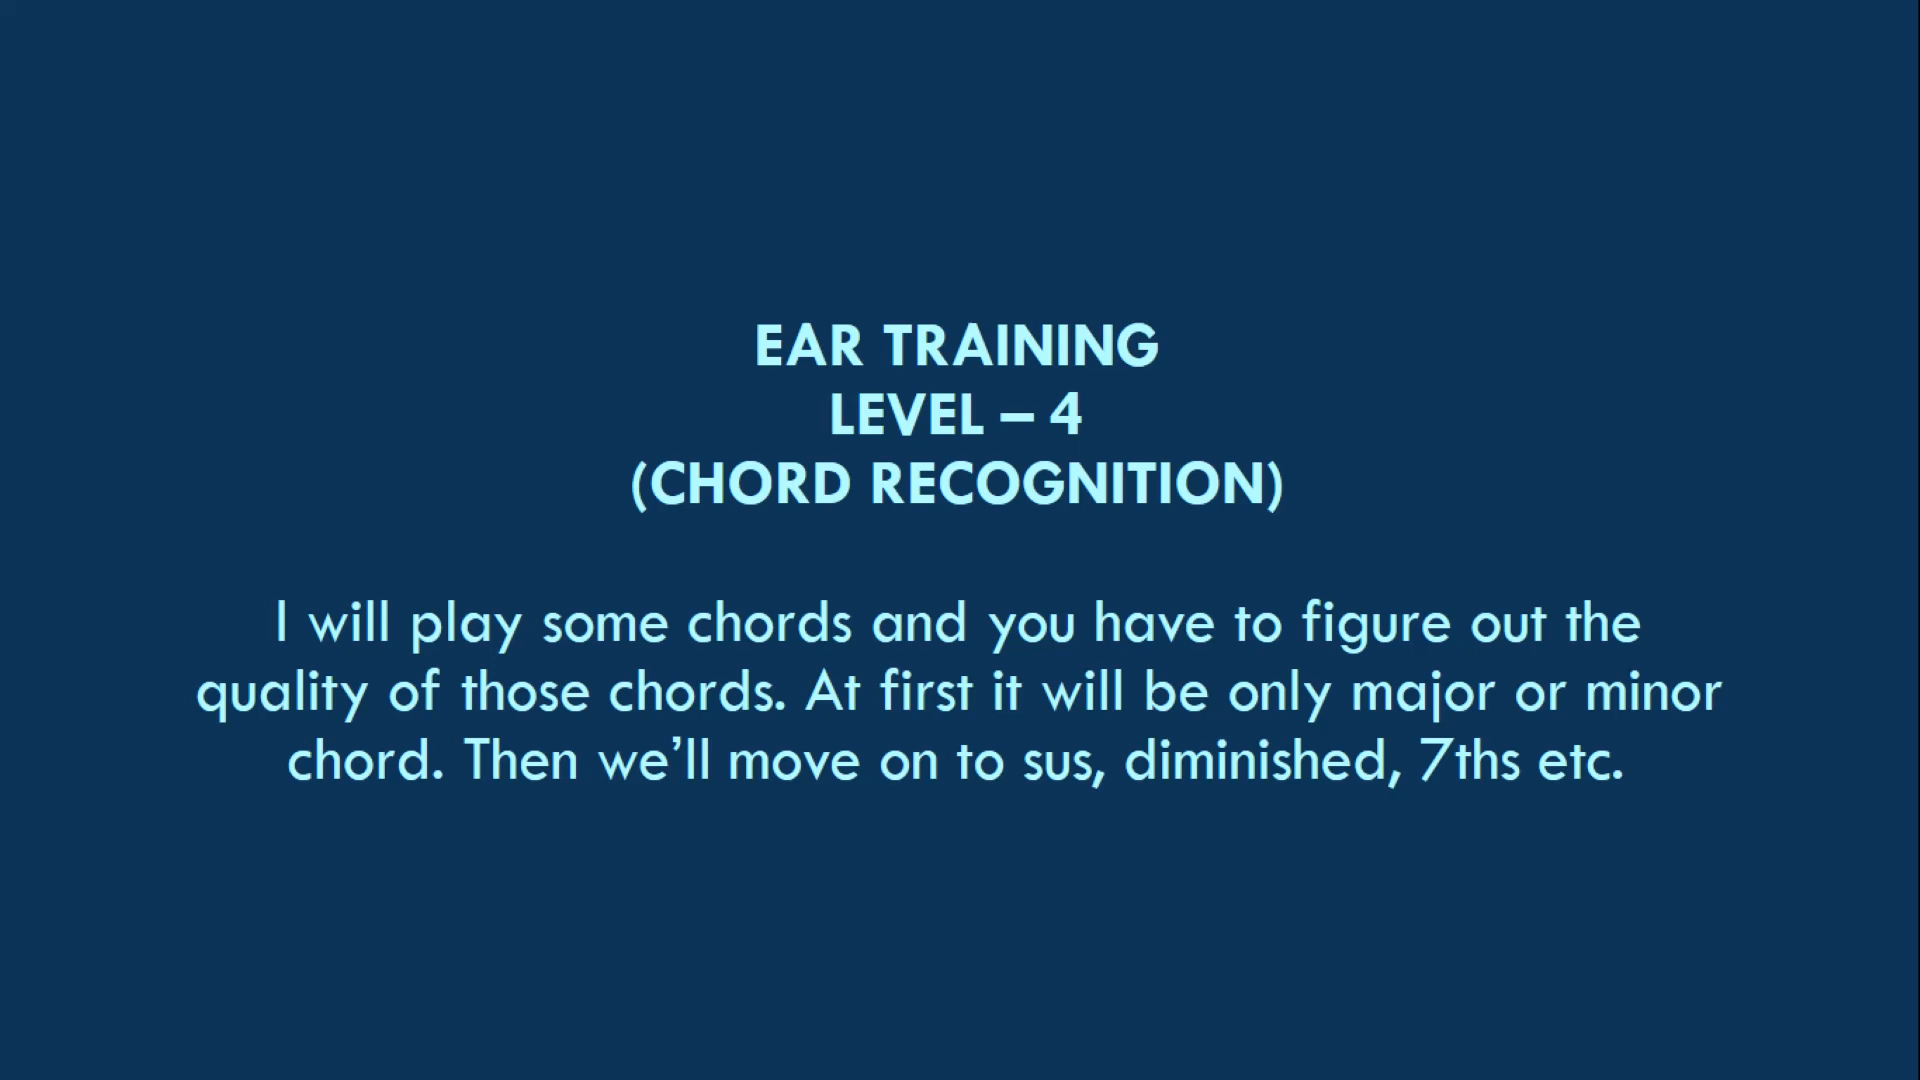 EAR TRAINING
LEVEL – 4
(CHORD RECOGNITION)
I will play some chords and you have to figure out the
quality of those chords. At first it will be only major or minor
chord. Then we’ll move on to sus, diminished, 7ths etc.